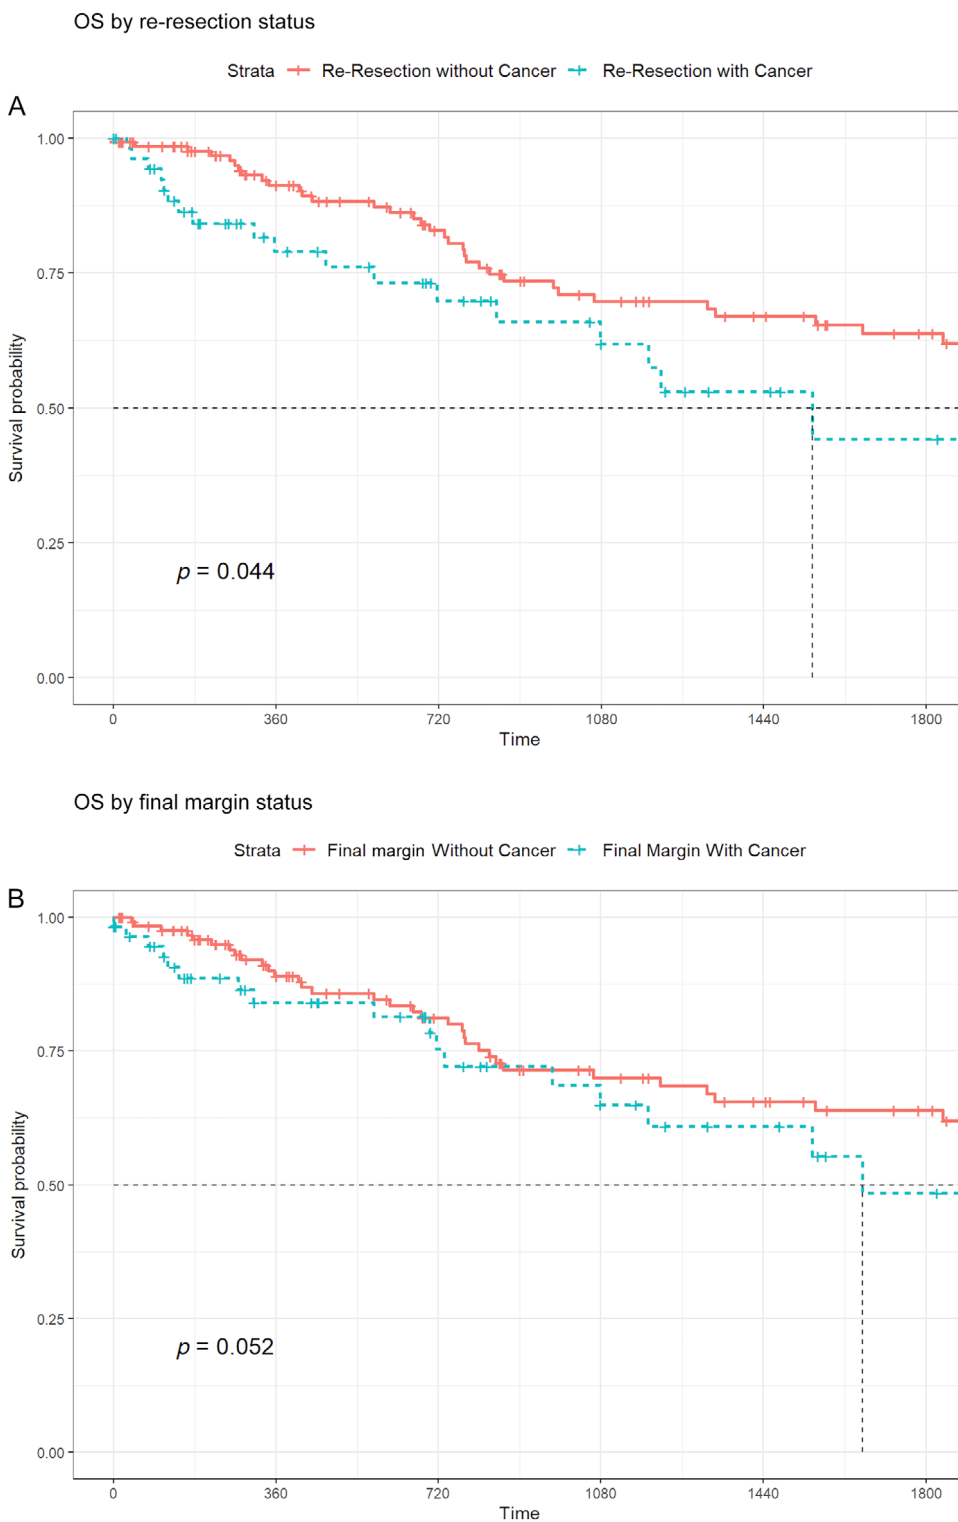 OS by re-resection status
Strata Re-Resection without Cancer Re-Resection with Cancer
A
1.00
0.75
0.50
0.25
0.00
Survival probability
p = 0.044
0 360 720 1080 1440 1800
Time
OS by final margin status
Strata Final margin Without Cancer Final Margin With Cancer
B
1.00
0.75
0.50
0.25
0.00
Survival probability
p = 0.052
0 360 720 1080 1440 1800
Time